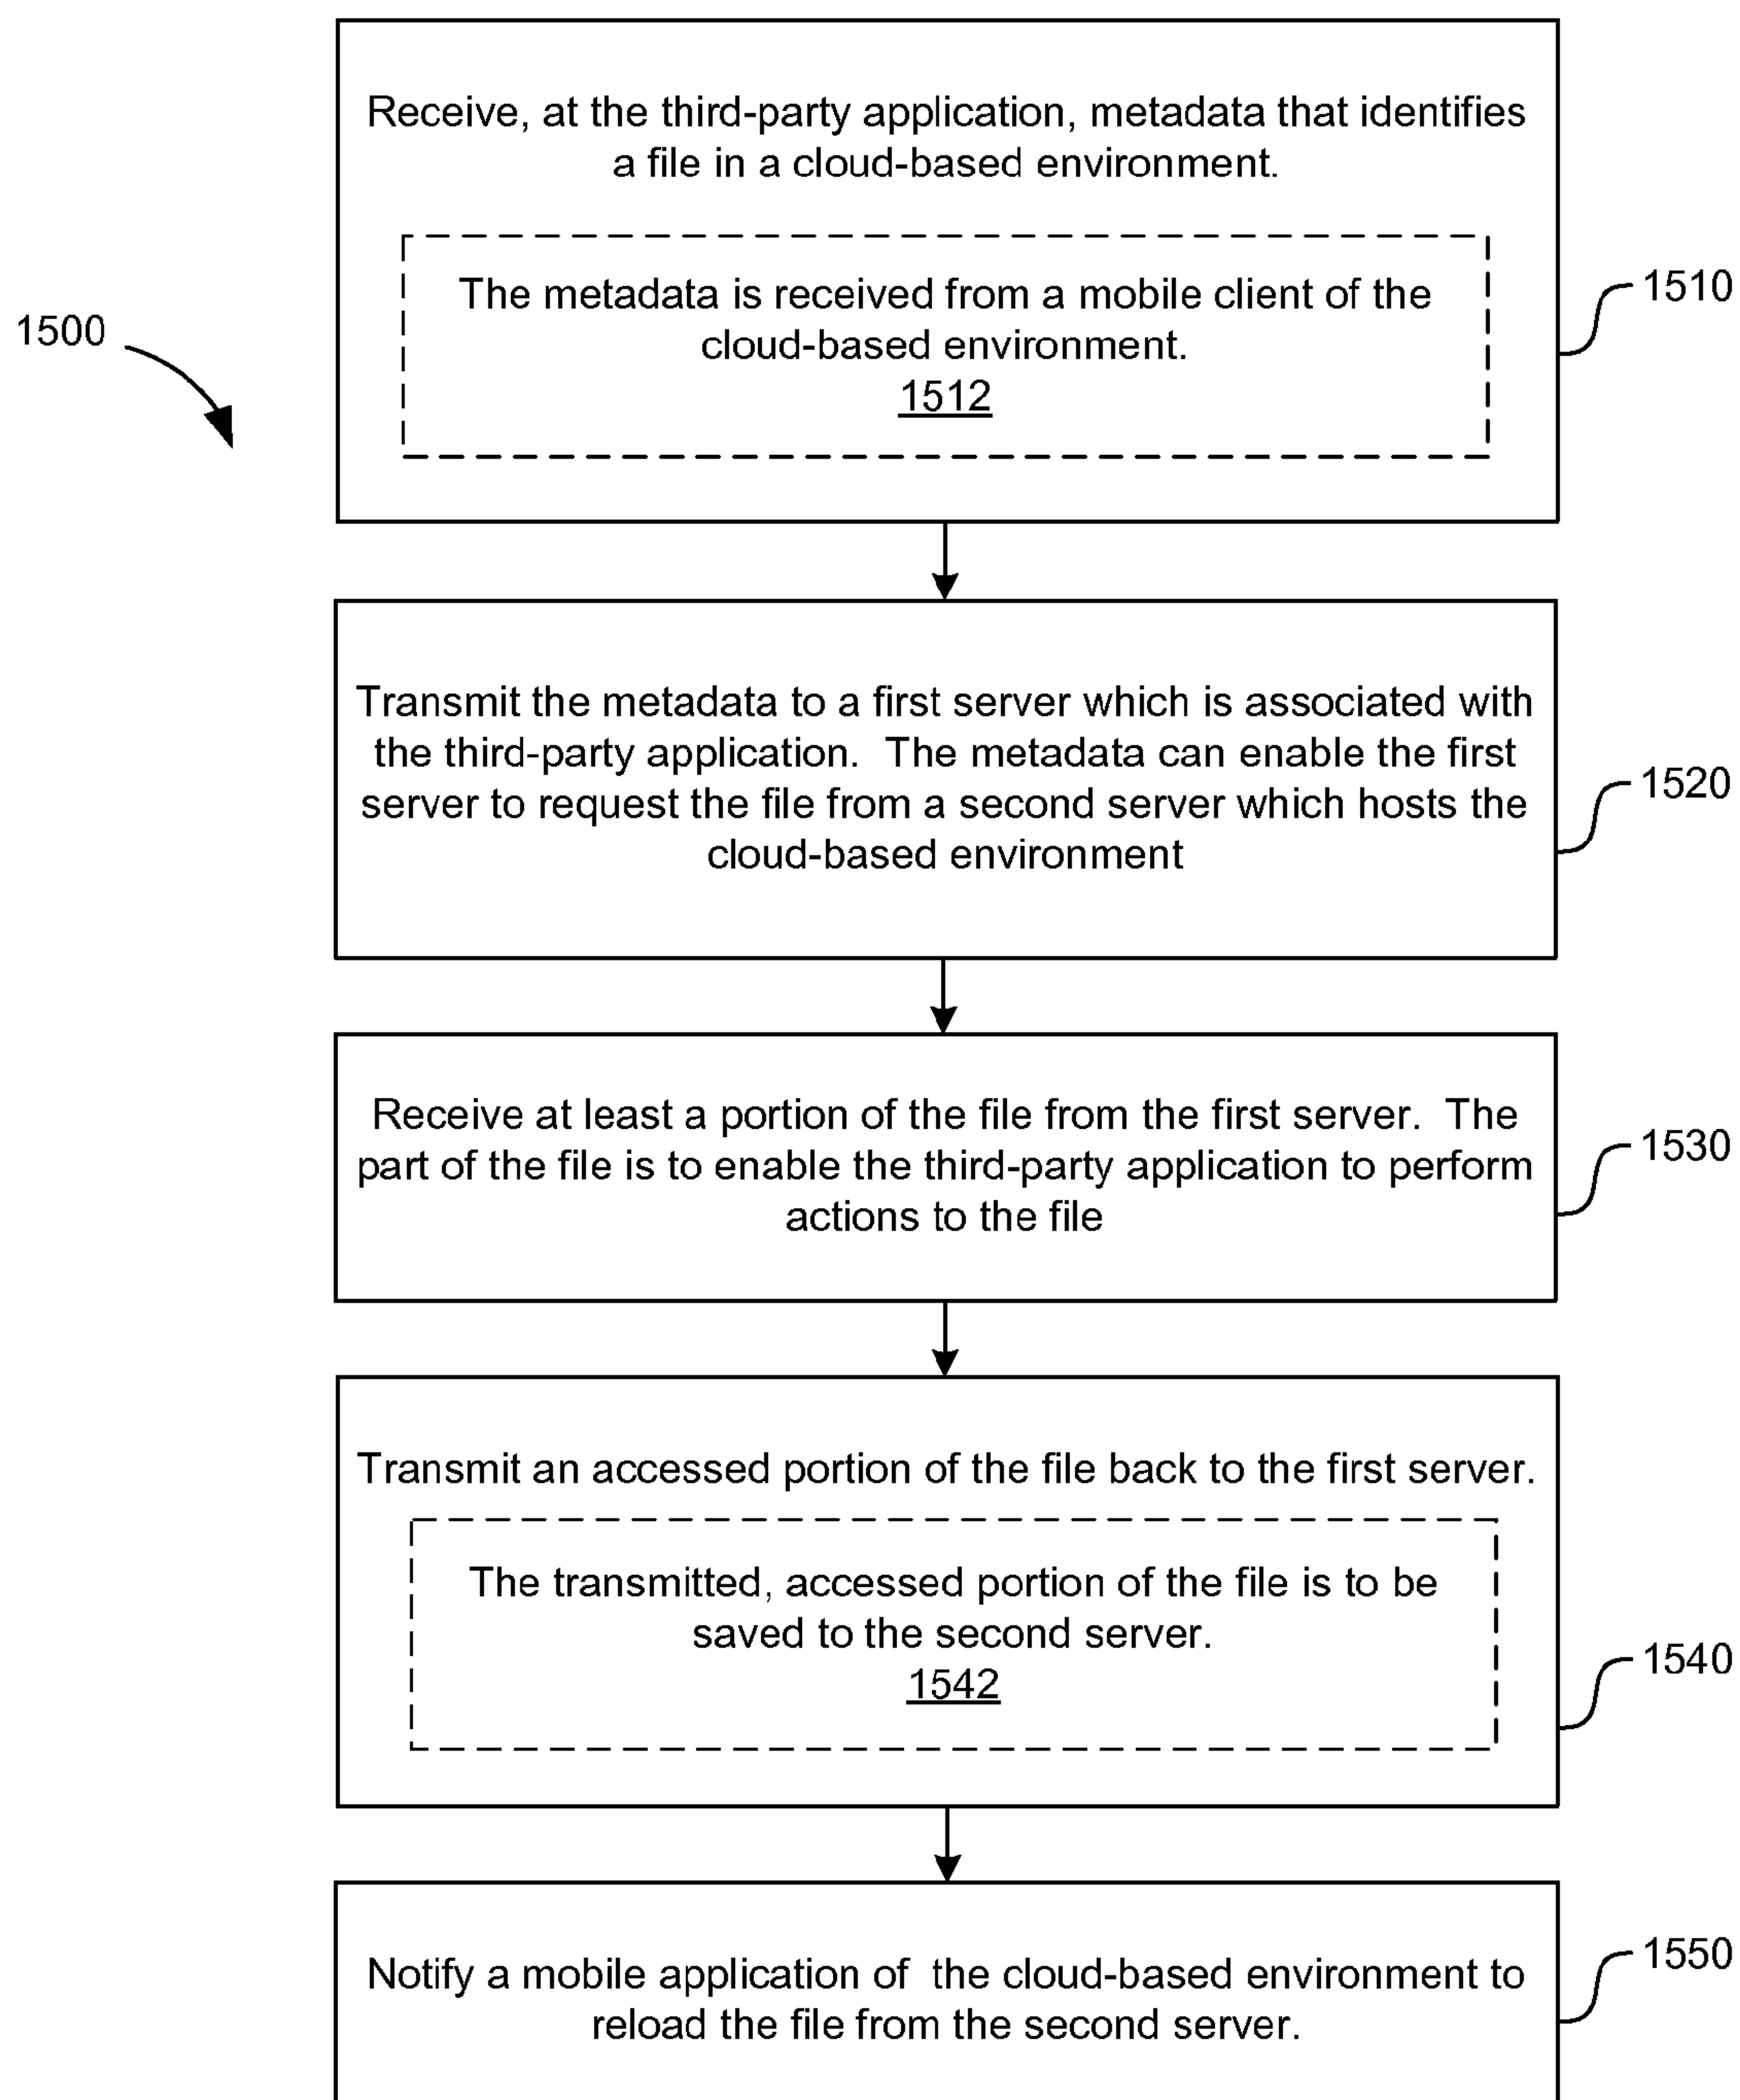 Receive, at the third-party application, metadata that identifies
a file in a cloud-based environment.
The metadata is received from a mobile client of the
cloud-based environment.
1512
1510
1500
Transmit the metadata to a first server which is associated with
the third-party application. The metadata can enable the first
server to request the file from a second server which hosts the
cloud-based environment
1520
Receive at least a portion of the file from the first server. The
part of the file is to enable the third-party application to perform
actions to the file
1530
Transmit an accessed portion of the file back to the first server.
The transmitted, accessed portion of the file is to be
saved to the second server.
1542
1540
Notify a mobile application of the cloud-based environment to
reload the file from the second server.
1550